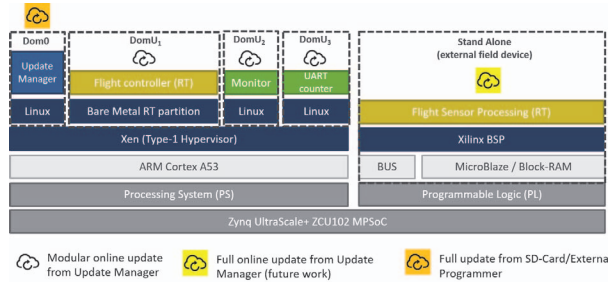 Dom0
DomU1
DomU2
DomU3
Stand Alone
(external field device)
Update
Manager
Flight controller (RT)
Monitor
UART
counter
Flight Sensor Processing (RT)
Linux
Bare Metal RT partition
Linux
Linux
Xen (Type-1 Hypervisor)
Xilinx BSP
ARM Cortex A53
BUS
MicroBlaze / Block-RAM
Processing System (PS)
Programmable Logic (PL)
Zynq UltraScale+ ZCU102 MPSoC
Modular online update
from Update Manager
Full online update from Update
Manager (future work)
Full update from SD-Card/External
Programmer